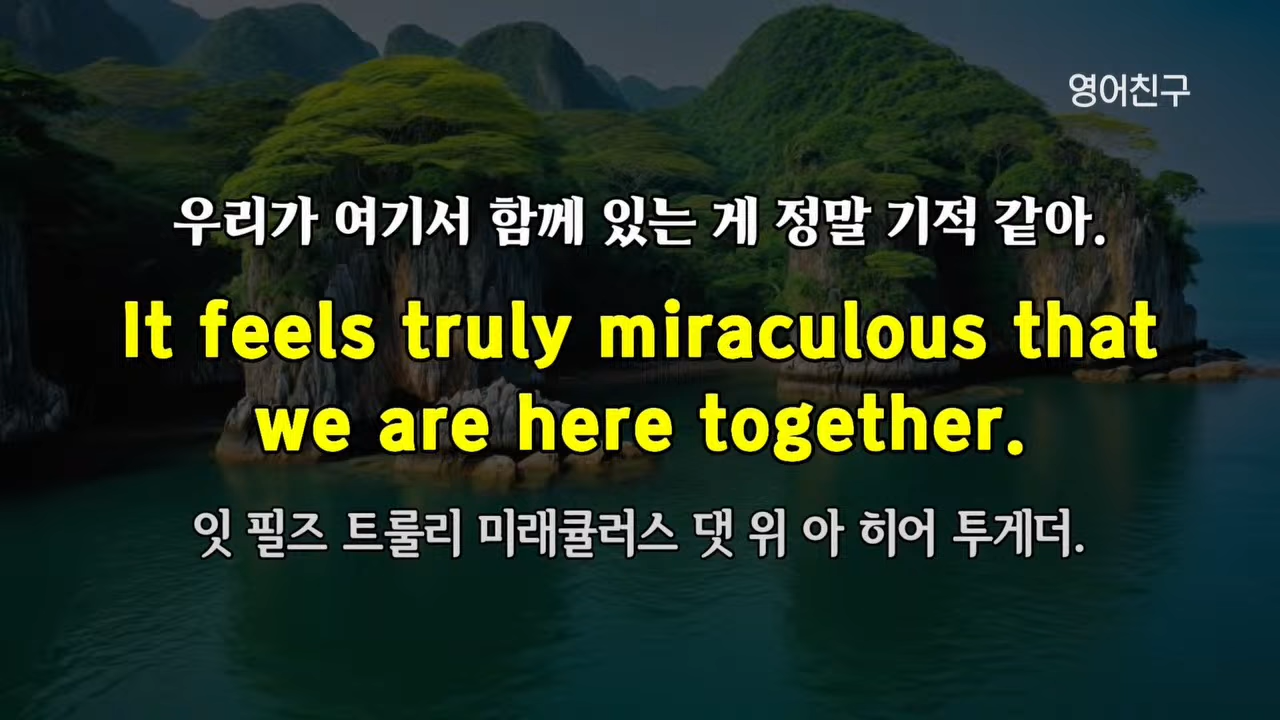 영어친구
우리가 여기서 함께 있는 게 정말 기적 같아.
It feels truly miraculous that
we are here together.
잇 필즈 트룰리 미래큘러스 댓 위 아 히어 투게더.